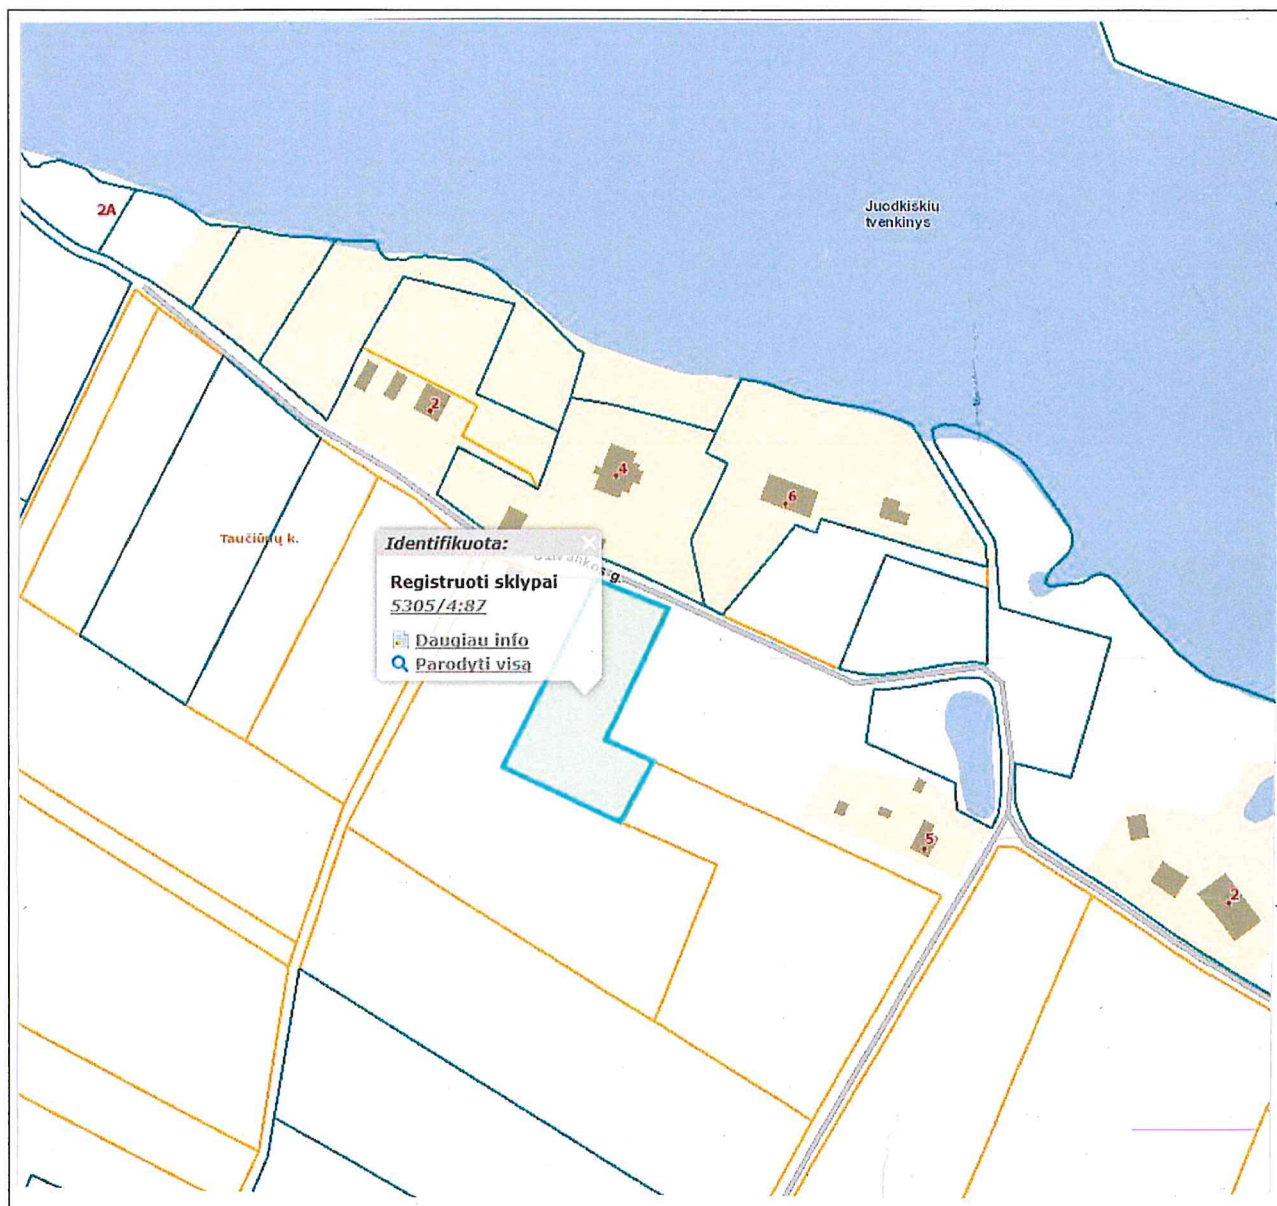 Juodkiškių
tvenkinys
2A
2
4
6
Taučiūnų k.
Identifikuota:
s g.
Registruoti sklypai
5305/4:87
Daugiau info
Parodyti visą
5
2